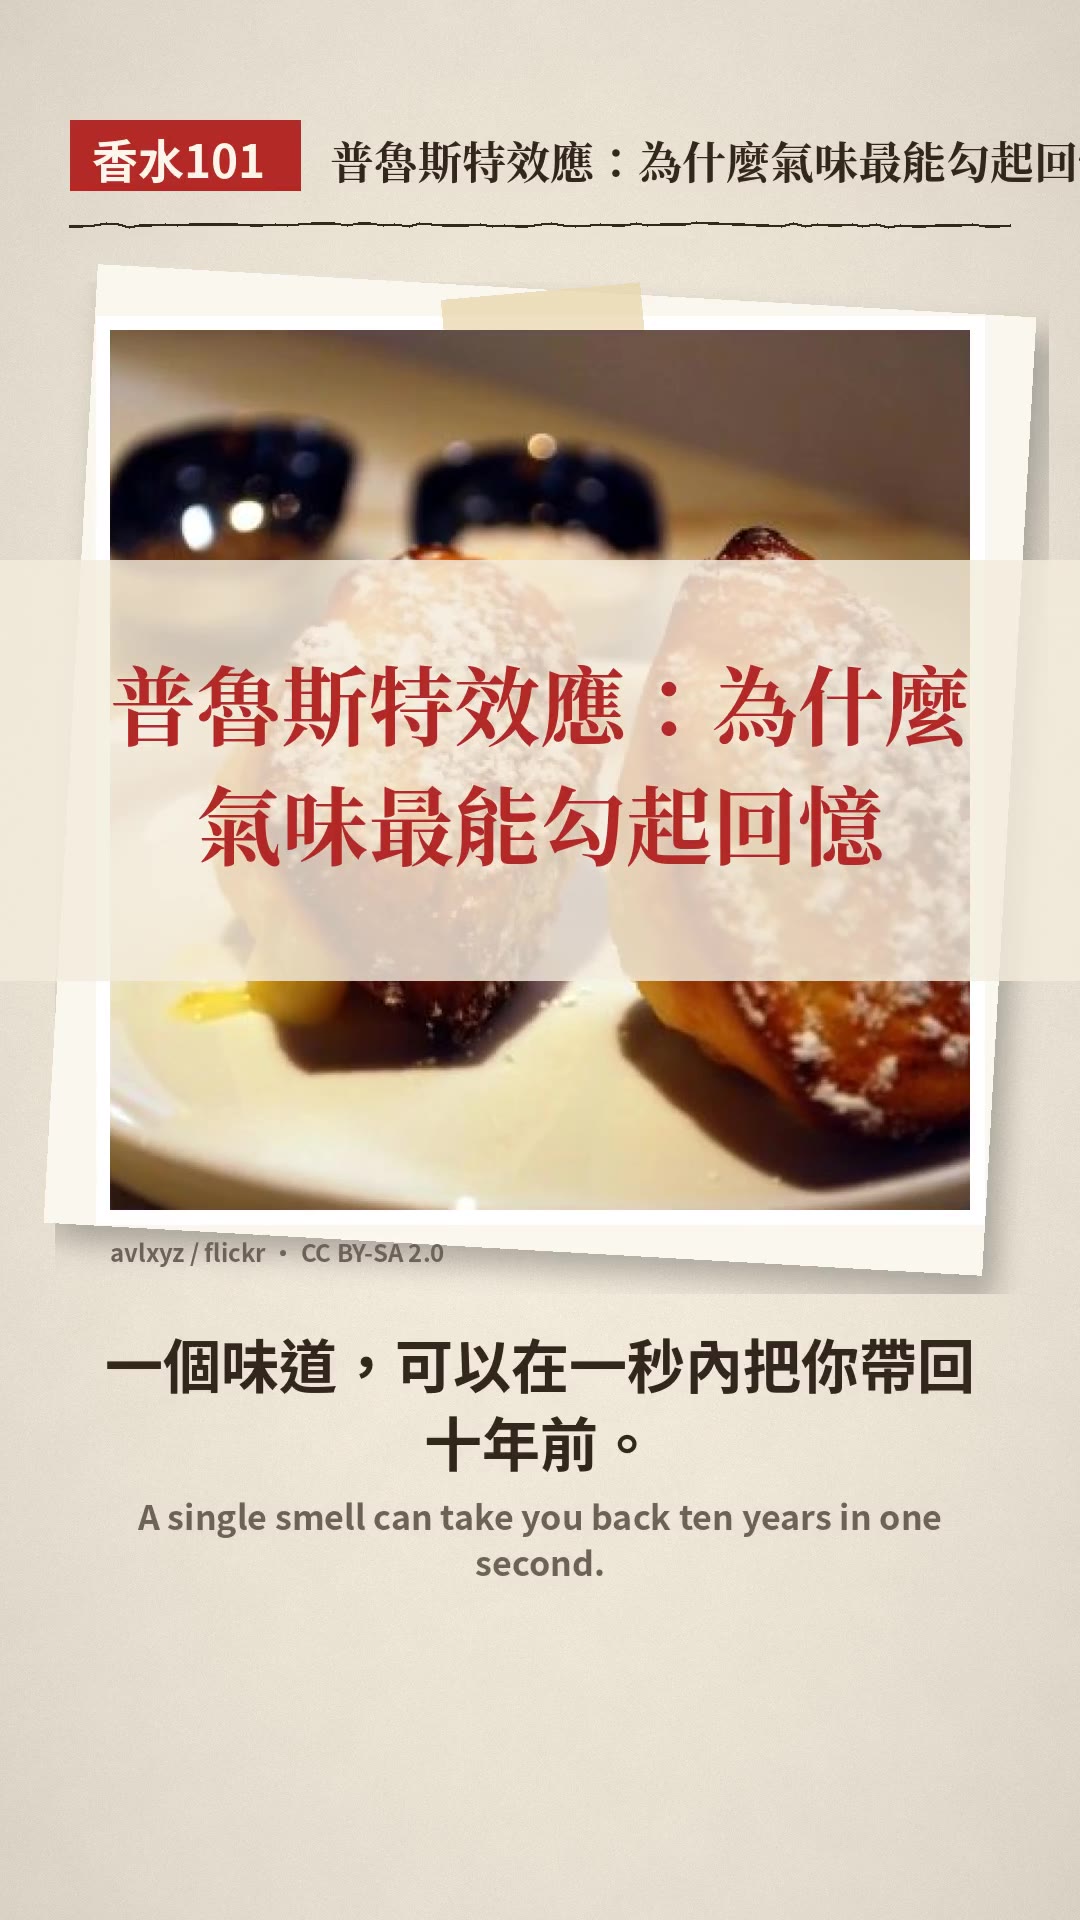 香水101
普魯斯特效應：為什麼氣味最能勾起回
普魯斯特效應：為什麼
氣味最能勾起回憶
avlxyz / flickr • CC BY-SA 2.0
一個味道，可以在一秒內把你帶回
十年前。
A single smell can take you back ten years in one
second.